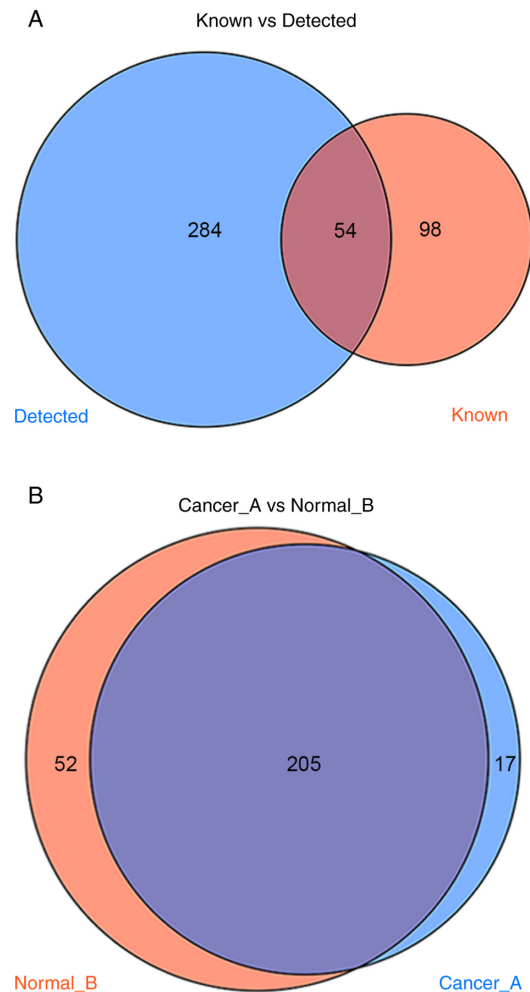 A
Known vs Detected
284
54
98
Detected
Known
B
Cancer_A vs Normal_B
52
205
17
Normal_B
Cancer_A